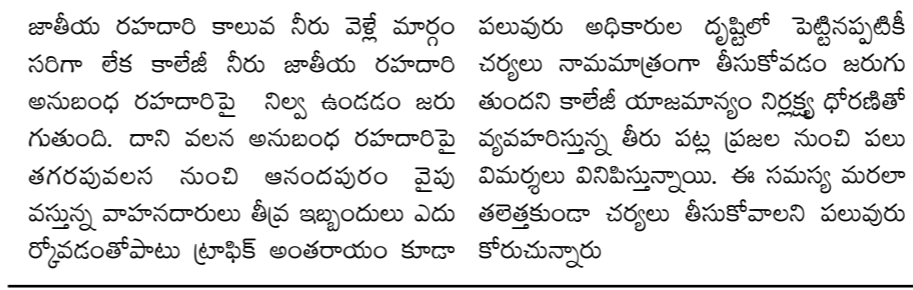 జాతీయ రహదారి కాలువ నీరు వెళ్లే మార్గం
సరిగా లేక కాలేజీ నీరు జాతీయ రహదారి
అనుబంధ రహదారిపై నిల్వ ఉండడం జరు
గుతుంది. దాని వలన అనుబంధ రహదారిపై
తగరపువలస నుంచి ఆనందపురం వైపు
వస్తున్న వాహనదారులు తీవ్ర ఇబ్బందులు ఎదు
ర్కోవడంతోపాటు ట్రాఫిక్ అంతరాయం కూడా
పలువురు అధికారుల దృష్టిలో పెట్టినప్పటికీ
చర్యలు నామమాత్రంగా తీసుకోవడం జరుగు
తుందని కాలేజీ యాజమాన్యం నిర్లక్ష్య ధోరణితో
వ్యవహరిస్తున్న తీరు పట్ల ప్రజల నుంచి పలు
విమర్శలు వినిపిస్తున్నాయి. ఈ సమస్య మరలా
తలెత్తకుండా చర్యలు తీసుకోవాలని పలువురు
కోరుచున్నారు